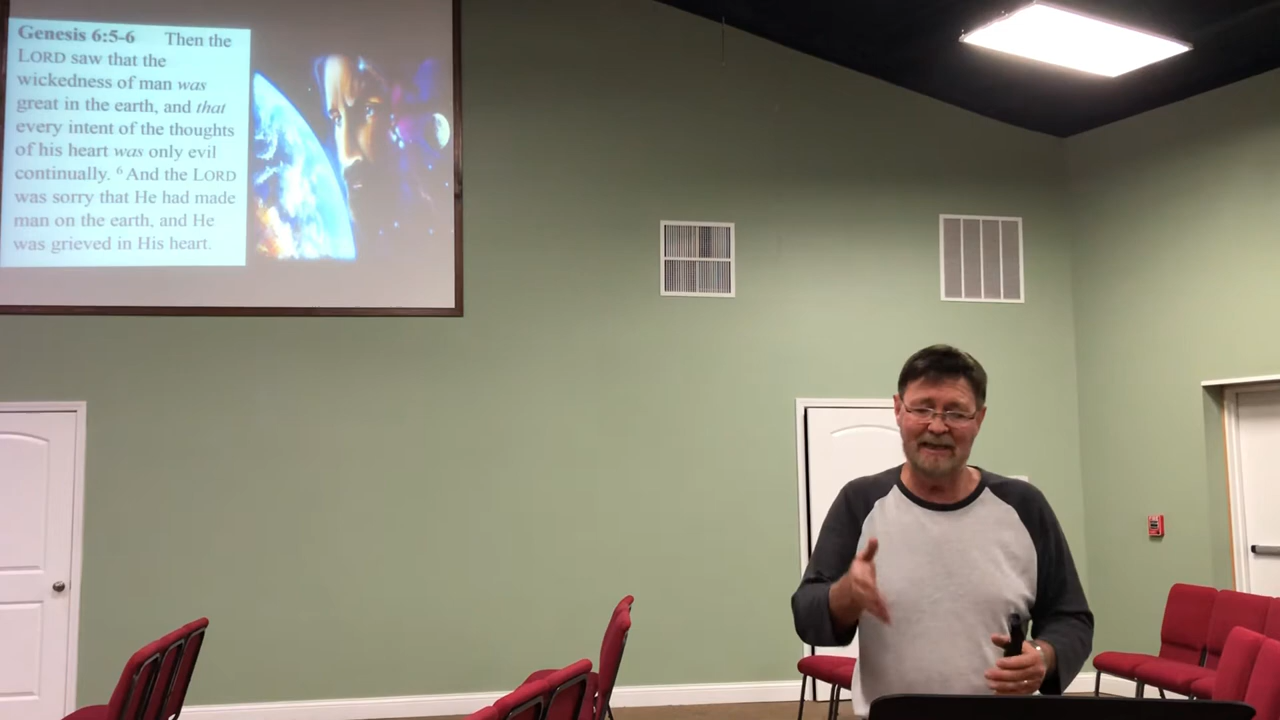 Genesis 6:5-6 Then the
LORD saw that the
wickedness of man was
great in the earth, and that
every intent of the thoughts
of his heart was only evil
continually. ⁶ And the LORD
was sorry that He had made
man on the earth, and He
was grieved in His heart.